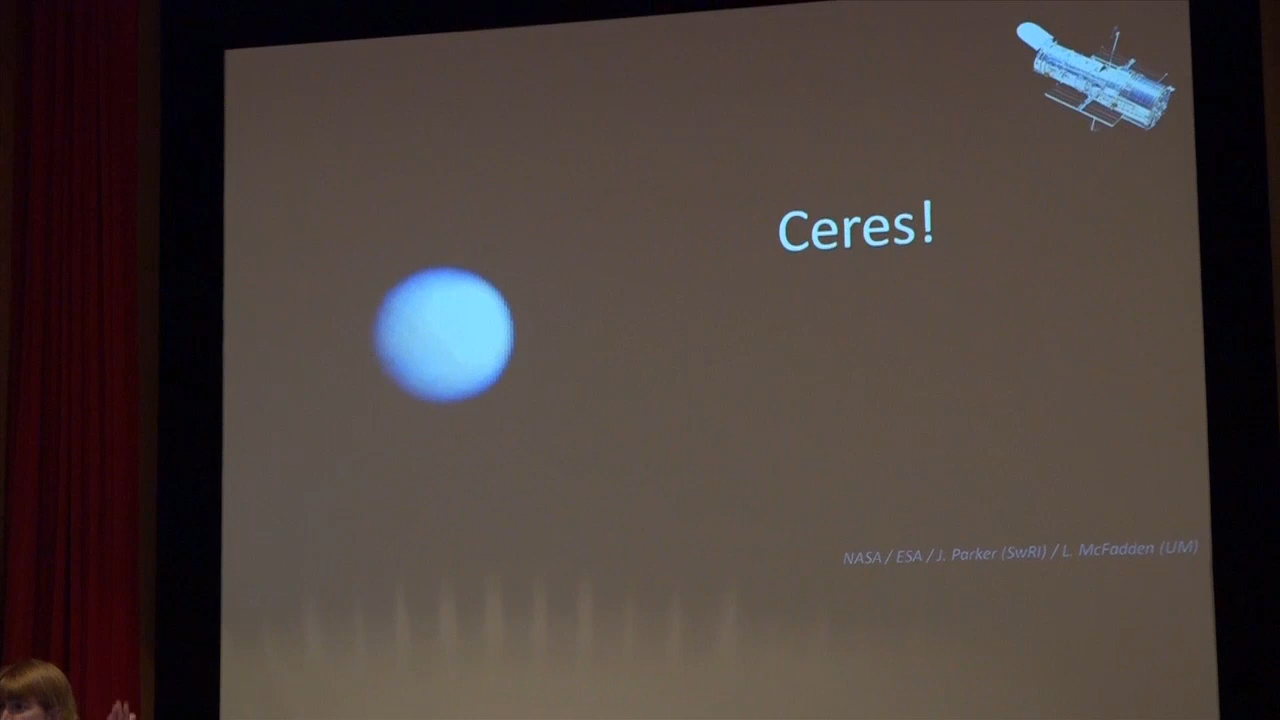 Ceres!
NASA / ESA / J. Parker (SwRI) / L. McFadden (UM)